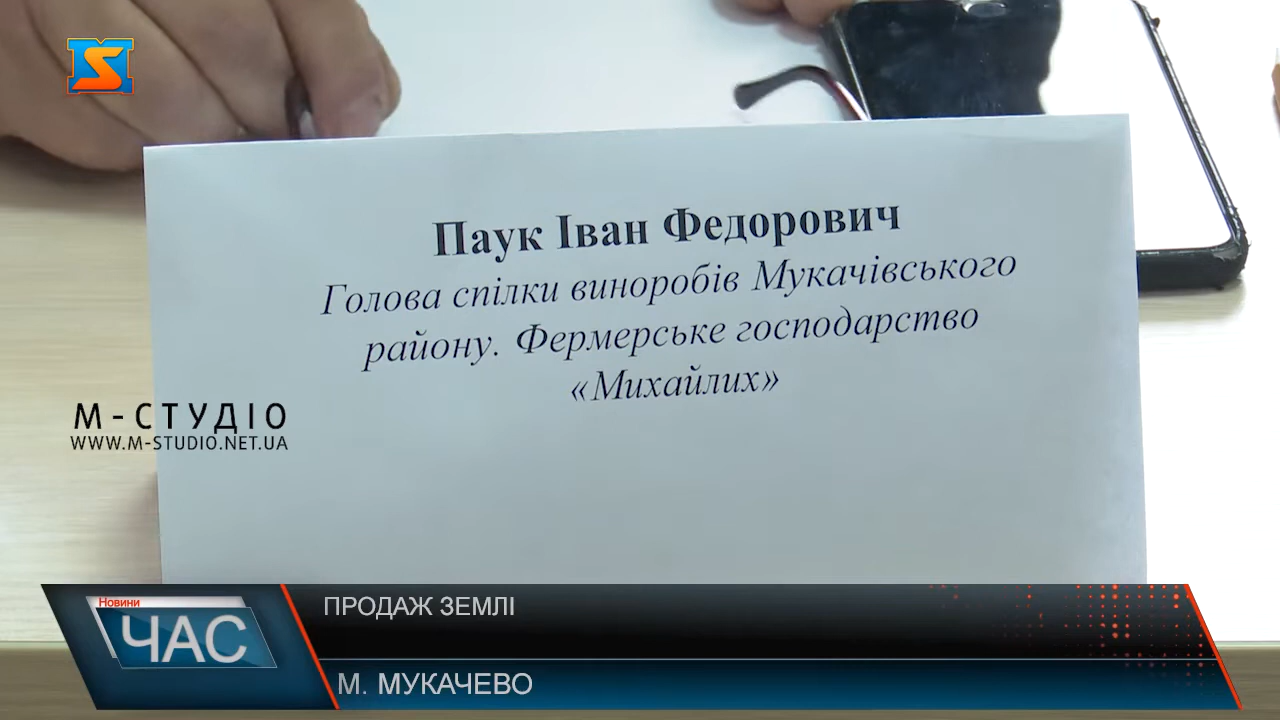 Паук Іван Федорович
Голова спілки виноробів Мукачівського
району. Фермерське господарство
«Михайлих»
М-СТУДІО
WWW.M-STUDIO.NET.UA
Новини
ЧАС
ПРОДАЖ ЗЕМЛІ
М. МУКАЧЕВО